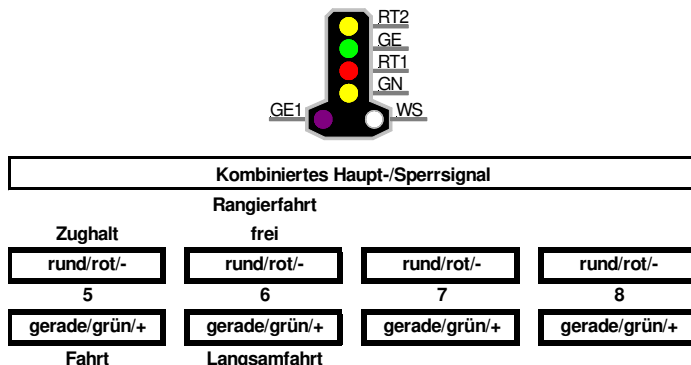 RT2
GE
RT1
GN
GE1 WS
Kombiniertes Haupt-/Sperrsignal
Rangierfahrt
Zughalt frei
rund/rot/- rund/rot/- rund/rot/- rund/rot/-
5 6 7 8
gerade/grün/+ gerade/grün/+ gerade/grün/+ gerade/grün/+
Fahrt Langsamfahrt